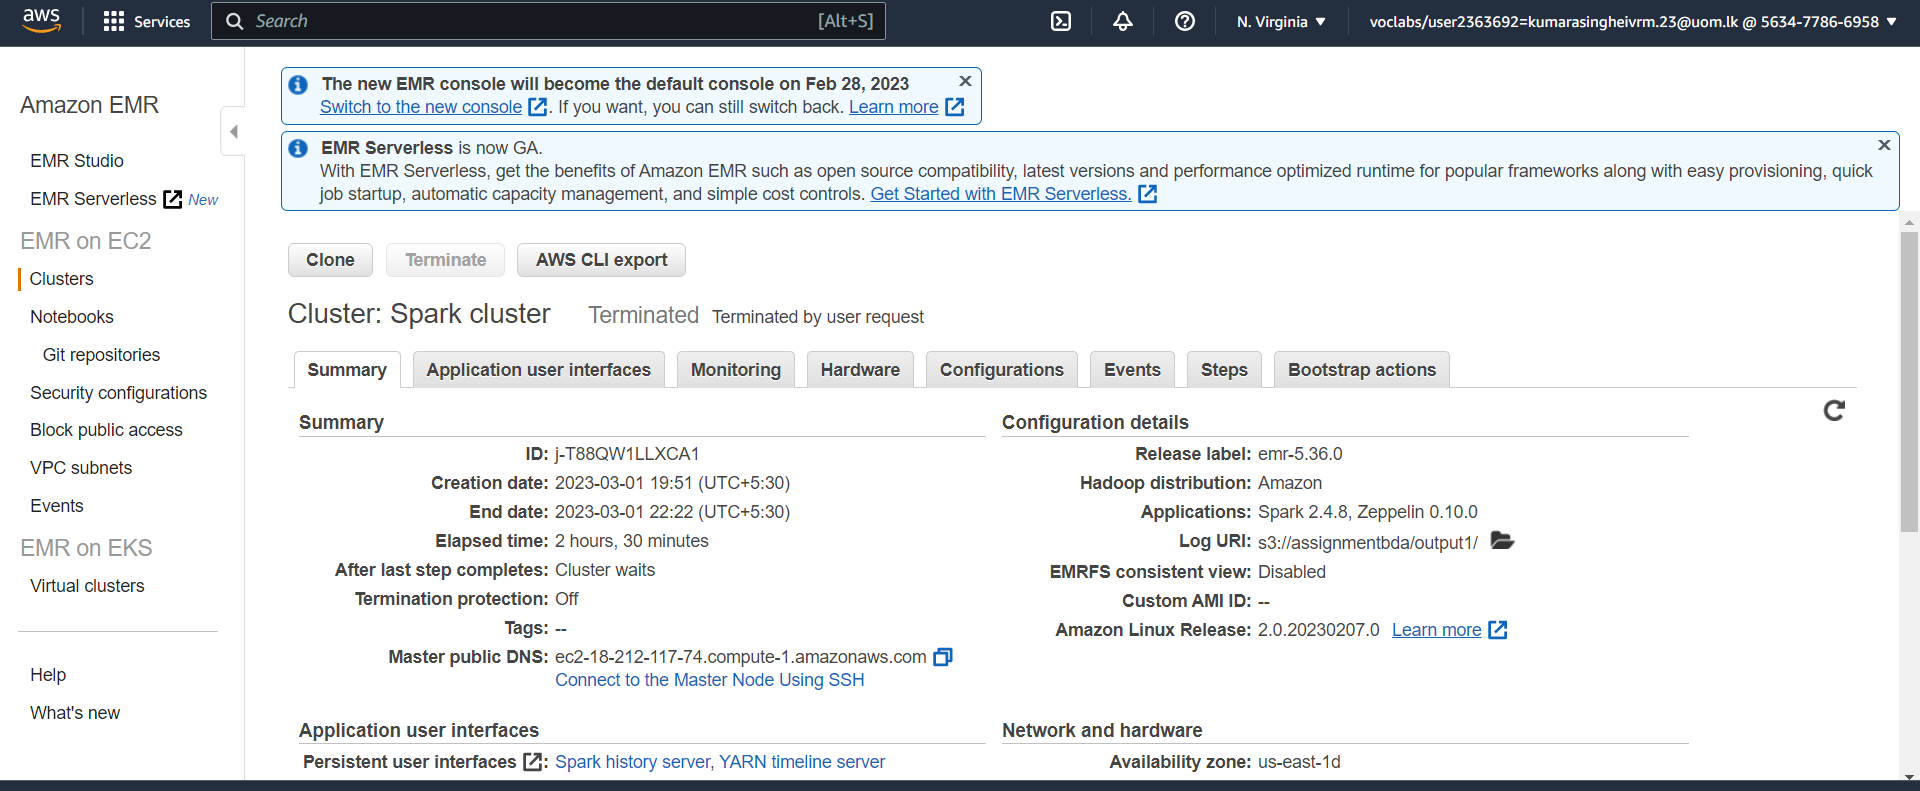 aws
Services
Search [Alt+S]
N. Virginia
voclabs/user2363692=kumarasingheivrm.23@uom.lk @ 5634-7786-6958
Amazon EMR
EMR Studio
EMR Serverless New
EMR on EC2
Clusters
Notebooks
Git repositories
Security configurations
Block public access
VPC subnets
Events
EMR on EKS
Virtual clusters
Help
What's new
The new EMR console will become the default console on Feb 28, 2023
Switch to the new console . If you want, you can still switch back. Learn more
EMR Serverless is now GA.
With EMR Serverless, get the benefits of Amazon EMR such as open source compatibility, latest versions and performance optimized runtime for popular frameworks along with easy provisioning, quick
job startup, automatic capacity management, and simple cost controls. Get Started with EMR Serverless.
Clone Terminate AWS CLI export
Cluster: Spark cluster Terminated Terminated by user request
Summary Application user interfaces Monitoring Hardware Configurations Events Steps Bootstrap actions
Summary
ID: j-T88QW1LLXCA1
Creation date: 2023-03-01 19:51 (UTC+5:30)
End date: 2023-03-01 22:22 (UTC+5:30)
Elapsed time: 2 hours, 30 minutes
After last step completes: Cluster waits
Termination protection: Off
Tags: --
Master public DNS: ec2-18-212-117-74.compute-1.amazonaws.com
Connect to the Master Node Using SSH
Configuration details
Release label: emr-5.36.0
Hadoop distribution: Amazon
Applications: Spark 2.4.8, Zeppelin 0.10.0
Log URI: s3://assignmentbda/output1/
EMRFS consistent view: Disabled
Custom AMI ID: --
Amazon Linux Release: 2.0.20230207.0 Learn more
Application user interfaces
Persistent user interfaces : Spark history server, YARN timeline server
Network and hardware
Availability zone: us-east-1d